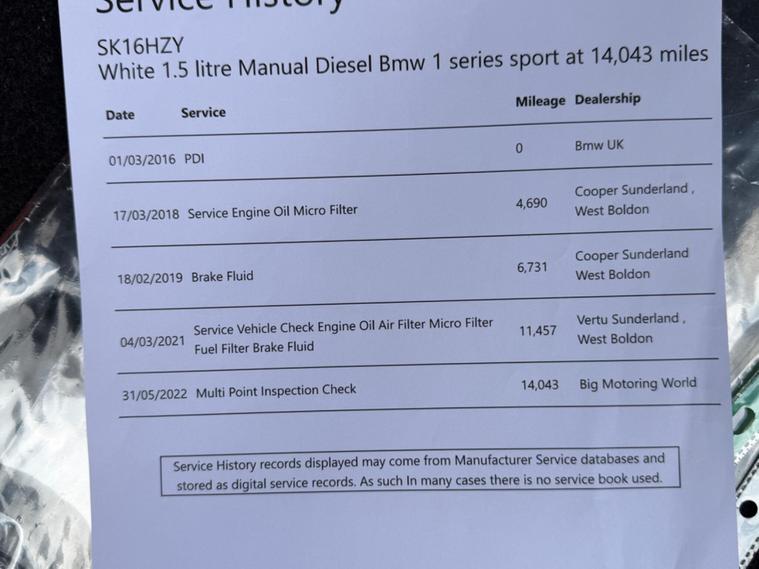 Service History
SK16HZY
White 1.5 litre Manual Diesel Bmw 1 series sport at 14,043 miles
Date Service Mileage Dealership
01/03/2016 PDI 0 Bmw UK
17/03/2018 Service Engine Oil Micro Filter 4,690 Cooper Sunderland , West Boldon
18/02/2019 Brake Fluid 6,731 Cooper Sunderland West Boldon
04/03/2021 Service Vehicle Check Engine Oil Air Filter Micro Filter Fuel Filter Brake Fluid 11,457 Vertu Sunderland , West Boldon
31/05/2022 Multi Point Inspection Check 14,043 Big Motoring World
Service History records displayed may come from Manufacturer Service databases and
stored as digital service records. As such In many cases there is no service book used.